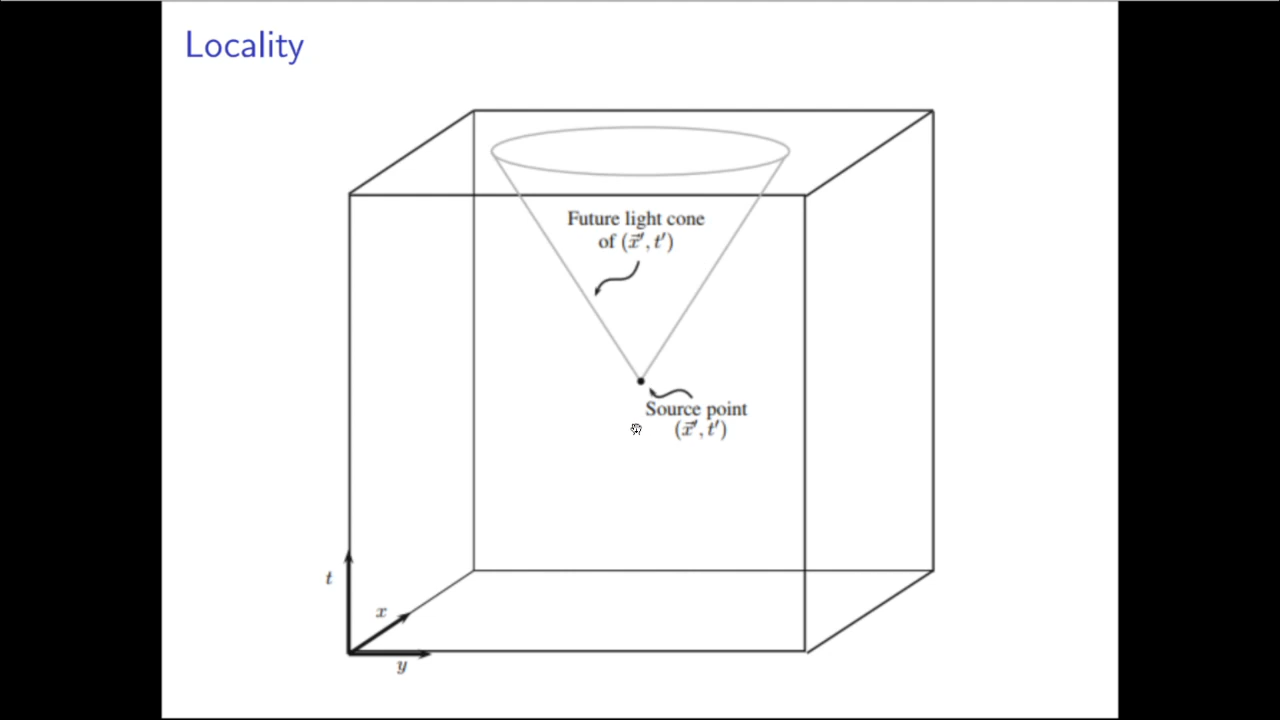 Locality
Future light cone
of (x⃗′, t′)
Source point
(x⃗′, t′)
t
x
y